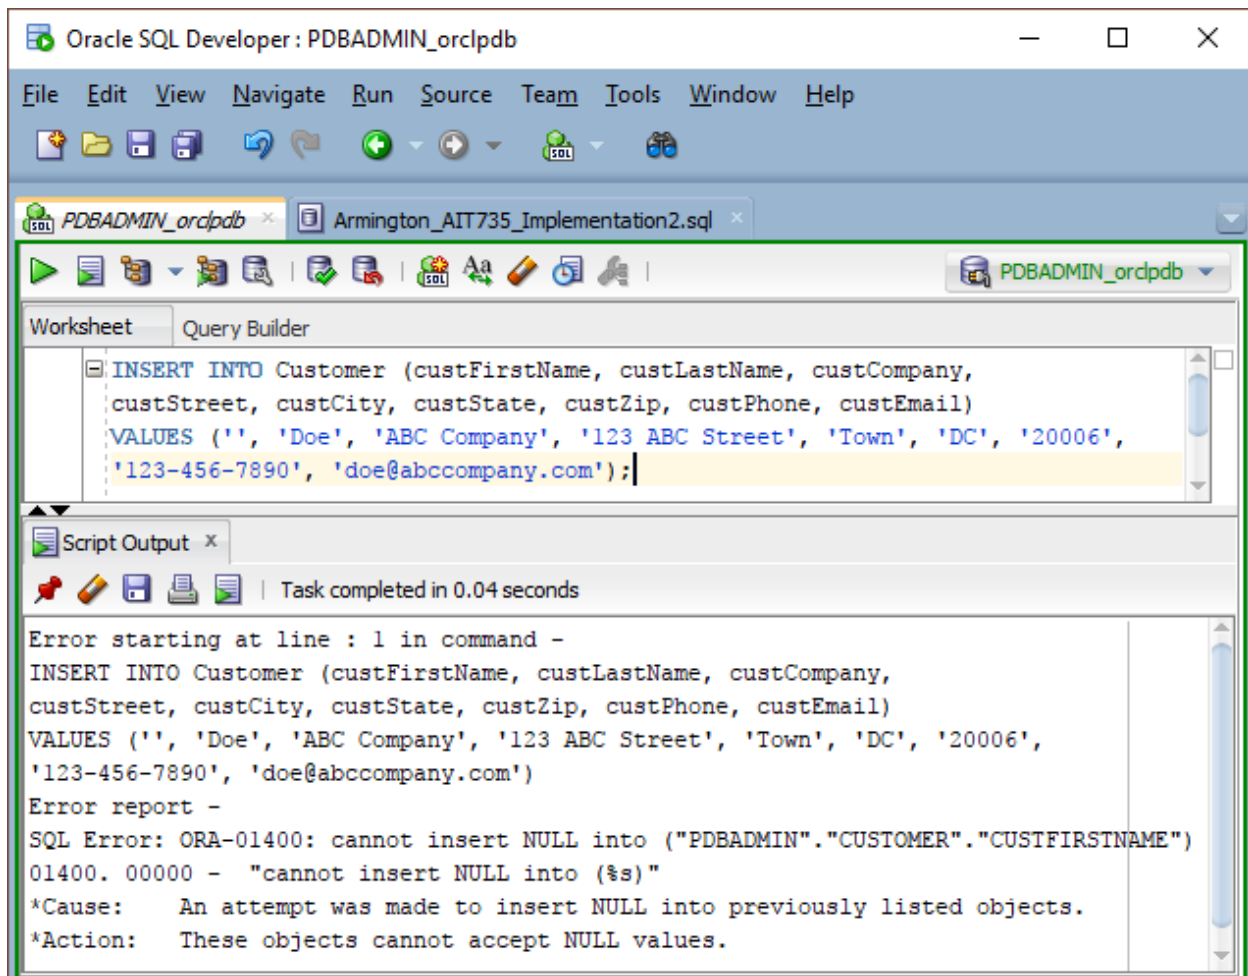 Oracle SQL Developer : PDBADMIN_orclpdb
File Edit View Navigate Run Source Team Tools Window Help
SQL
SQL PDBADMIN_orclpdb × Armington_AIT735_Implementation2.sql ×
SQL Aa PDBADMIN_orclpdb
Worksheet Query Builder
INSERT INTO Customer (custFirstName, custLastName, custCompany,
custStreet, custCity, custState, custZip, custPhone, custEmail)
VALUES ('', 'Doe', 'ABC Company', '123 ABC Street', 'Town', 'DC', '20006',
'123-456-7890', 'doe@abccompany.com');
Script Output x
Task completed in 0.04 seconds
Error starting at line : 1 in command -
INSERT INTO Customer (custFirstName, custLastName, custCompany,
custStreet, custCity, custState, custZip, custPhone, custEmail)
VALUES ('', 'Doe', 'ABC Company', '123 ABC Street', 'Town', 'DC', '20006',
'123-456-7890', 'doe@abccompany.com')
Error report -
SQL Error: ORA-01400: cannot insert NULL into ("PDBADMIN"."CUSTOMER"."CUSTFIRSTNAME")
01400. 00000 - "cannot insert NULL into (%s)"
*Cause: An attempt was made to insert NULL into previously listed objects.
*Action: These objects cannot accept NULL values.